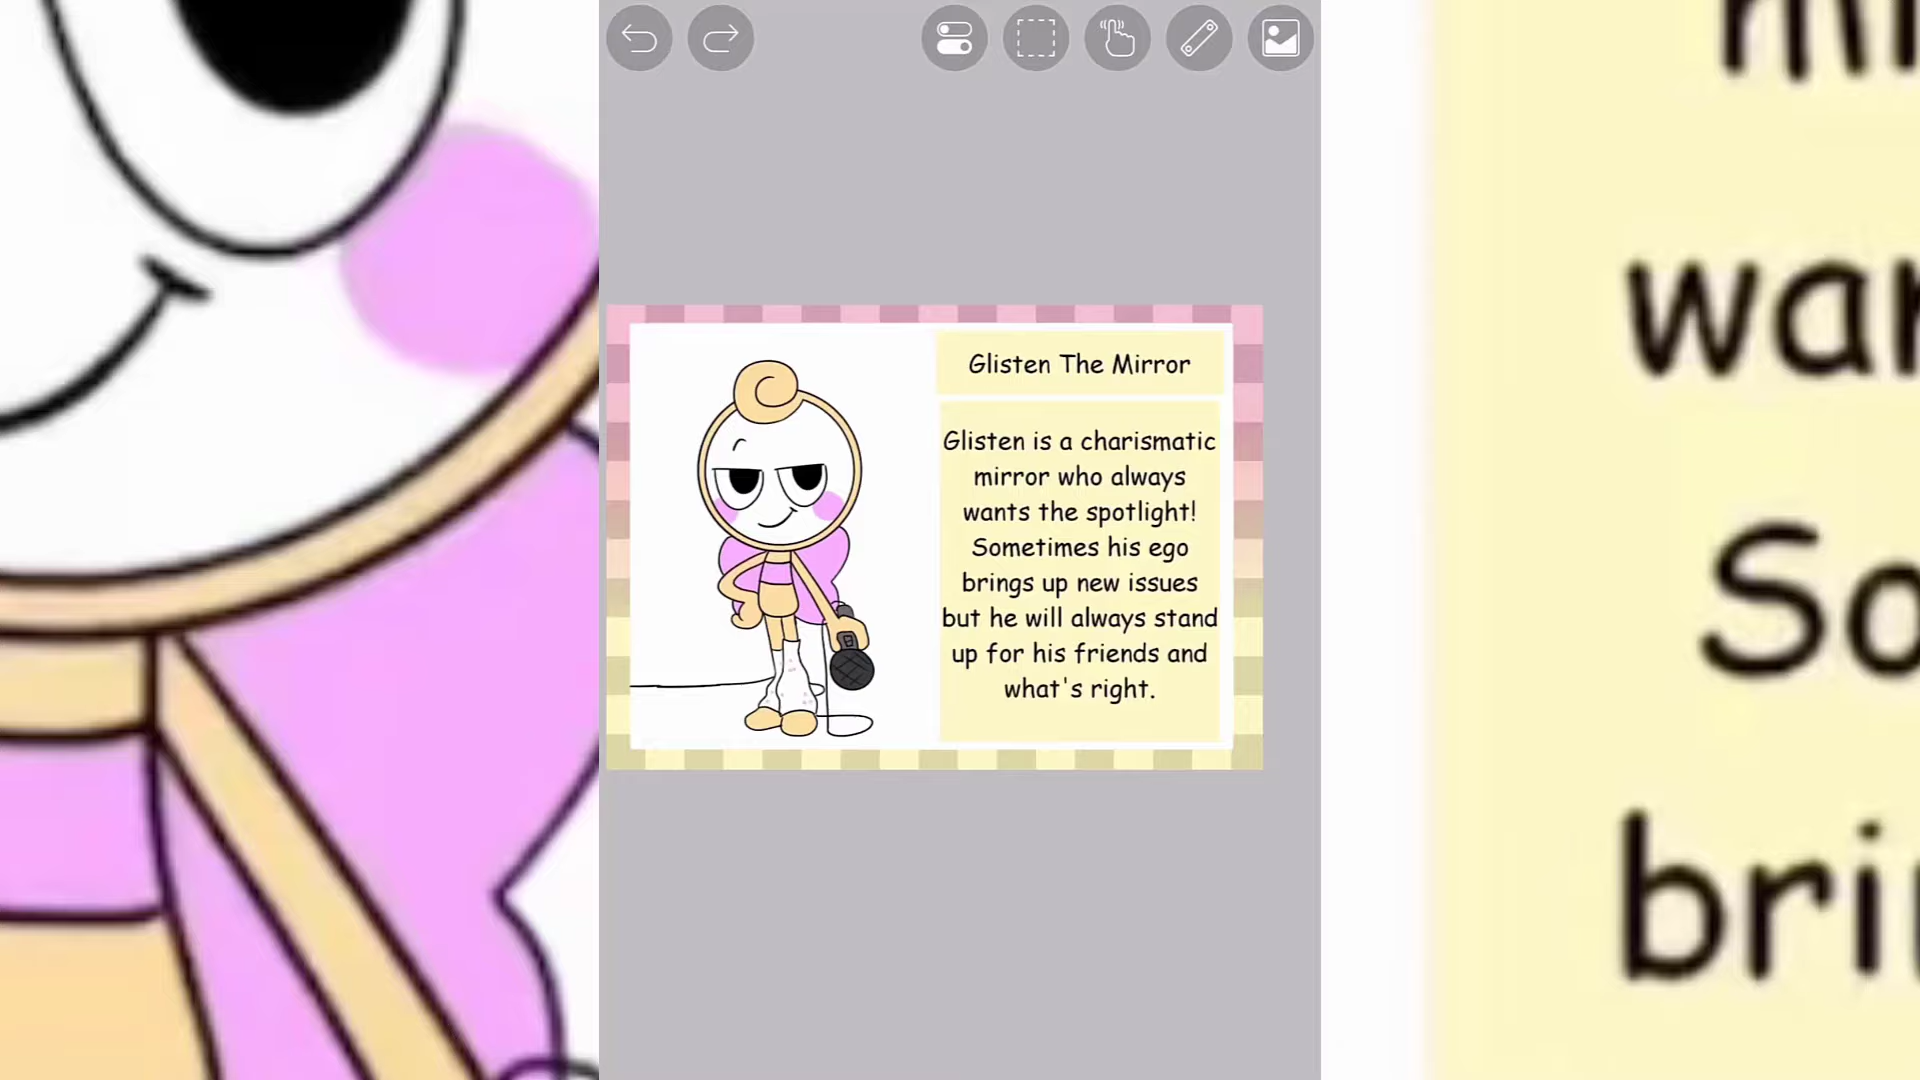 Glisten The Mirror
Glisten is a charismatic
mirror who always
wants the spotlight!
Sometimes his ego
brings up new issues
but he will always stand
up for his friends and
what's right.